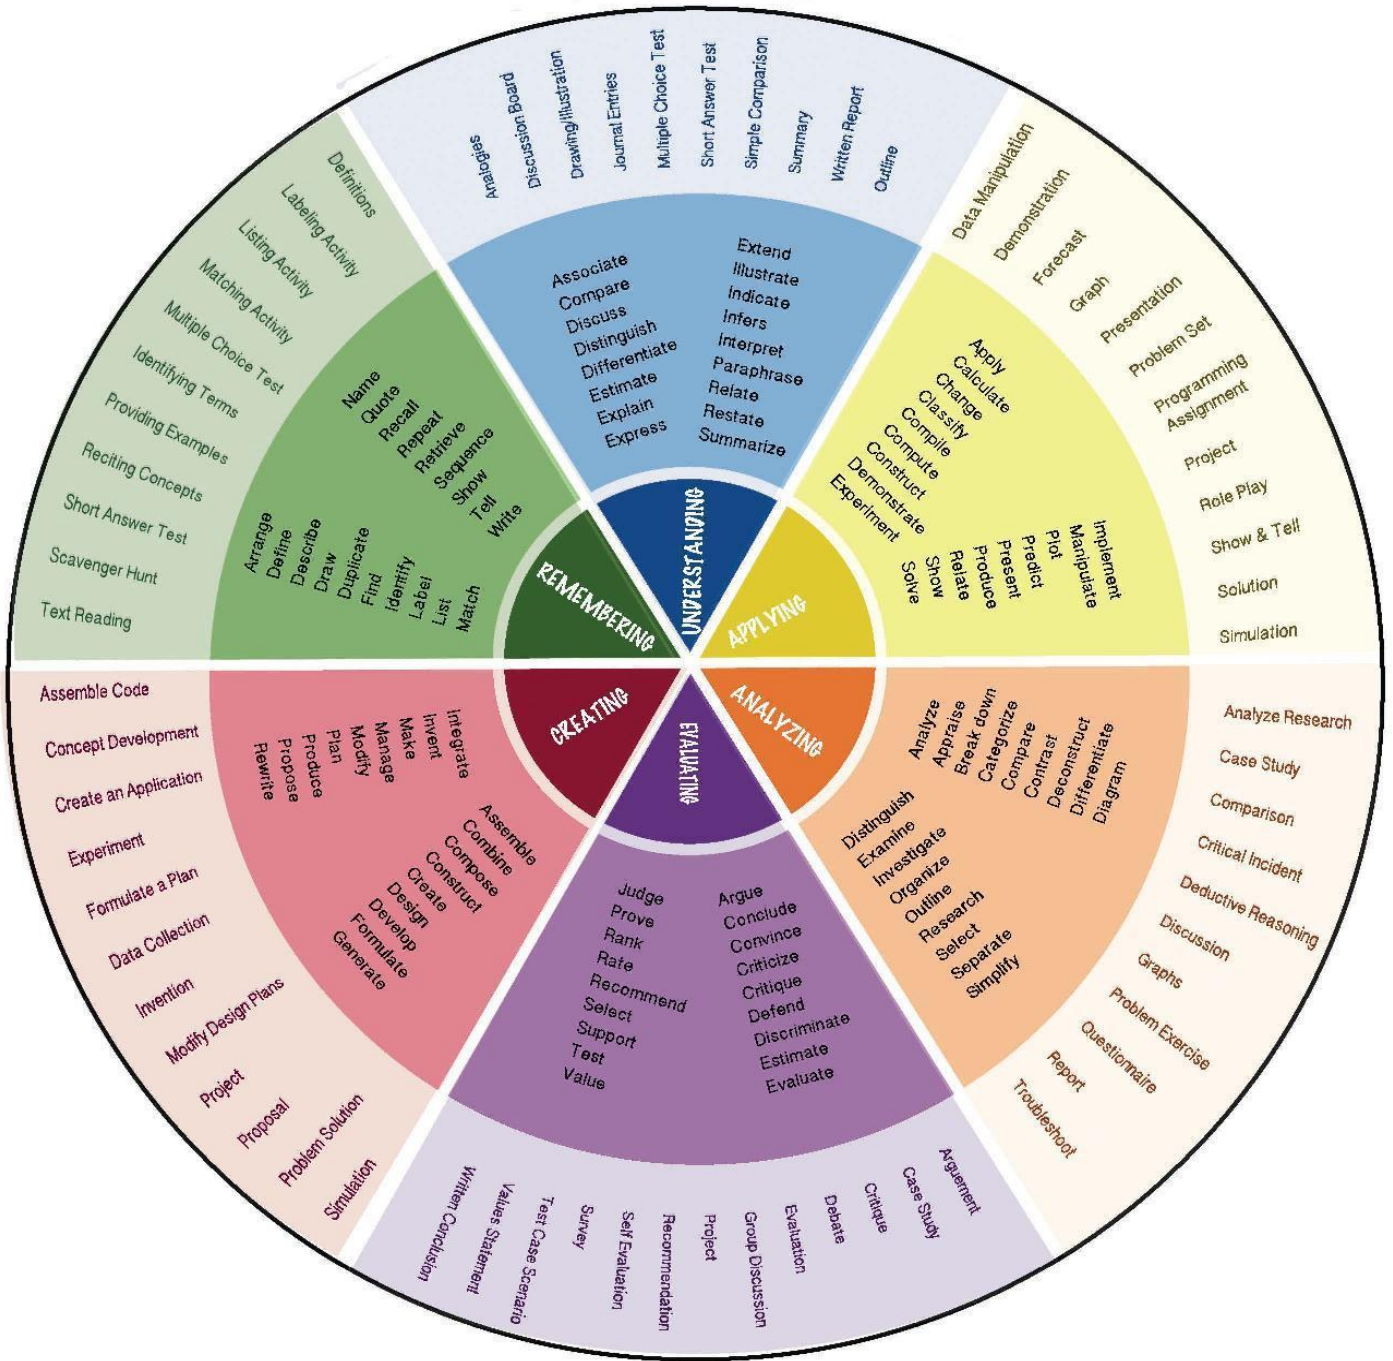 REMEMBERING
Name
Quote
Recall
Repeat
Retrieve
Sequence
Show
Tell
Write
Arrange
Define
Describe
Draw
Duplicate
Find
Identify
Label
List
Match
Definitions
Labeling Activity
Listing Activity
Matching Activity
Multiple Choice Test
Identifying Terms
Providing Examples
Reciting Concepts
Short Answer Test
Scavenger Hunt
Text Reading
UNDERSTANDING
Associate
Compare
Discuss
Distinguish
Differentiate
Estimate
Explain
Express
Extend
Illustrate
Indicate
Infers
Interpret
Paraphrase
Relate
Restate
Summarize
Analogies
Discussion Board
Drawing/Illustration
Journal Entries
Multiple Choice Test
Short Answer Test
Simple Comparison
Summary
Written Report
Outline
APPLYING
Apply
Calculate
Change
Classify
Compile
Compute
Construct
Demonstrate
Experiment
Implement
Manipulate
Plot
Predict
Present
Produce
Relate
Show
Solve
Data Manipulation
Demonstration
Forecast
Graph
Presentation
Problem Set
Programming
Assignment
Project
Role Play
Show & Tell
Solution
Simulation
ANALYZING
Analyze
Appraise
Break down
Categorize
Compare
Contrast
Deconstruct
Differentiate
Diagram
Distinguish
Examine
Investigate
Organize
Outline
Research
Select
Separate
Simplify
Analyze Research
Case Study
Comparison
Critical Incident
Deductive Reasoning
Discussion
Graphs
Problem Exercise
Questionnaire
Report
Troubleshoot
EVALUATING
Argue
Conclude
Convince
Criticize
Critique
Defend
Discriminate
Estimate
Evaluate
Judge
Prove
Rank
Rate
Recommend
Select
Support
Test
Value
Arguement
Case Study
Critique
Debate
Evaluation
Group Discussion
Project
Recommendation
Self Evaluation
Survey
Test Case Scenario
Values Statement
Written Conclusion
CREATING
Assemble
Combine
Compose
Construct
Create
Design
Develop
Formulate
Generate
Integrate
Invent
Make
Manage
Modify
Plan
Produce
Propose
Rewrite
Assemble Code
Concept Development
Create an Application
Experiment
Formulate a Plan
Data Collection
Invention
Modify Design Plans
Project
Proposal
Problem Solution
Simulation